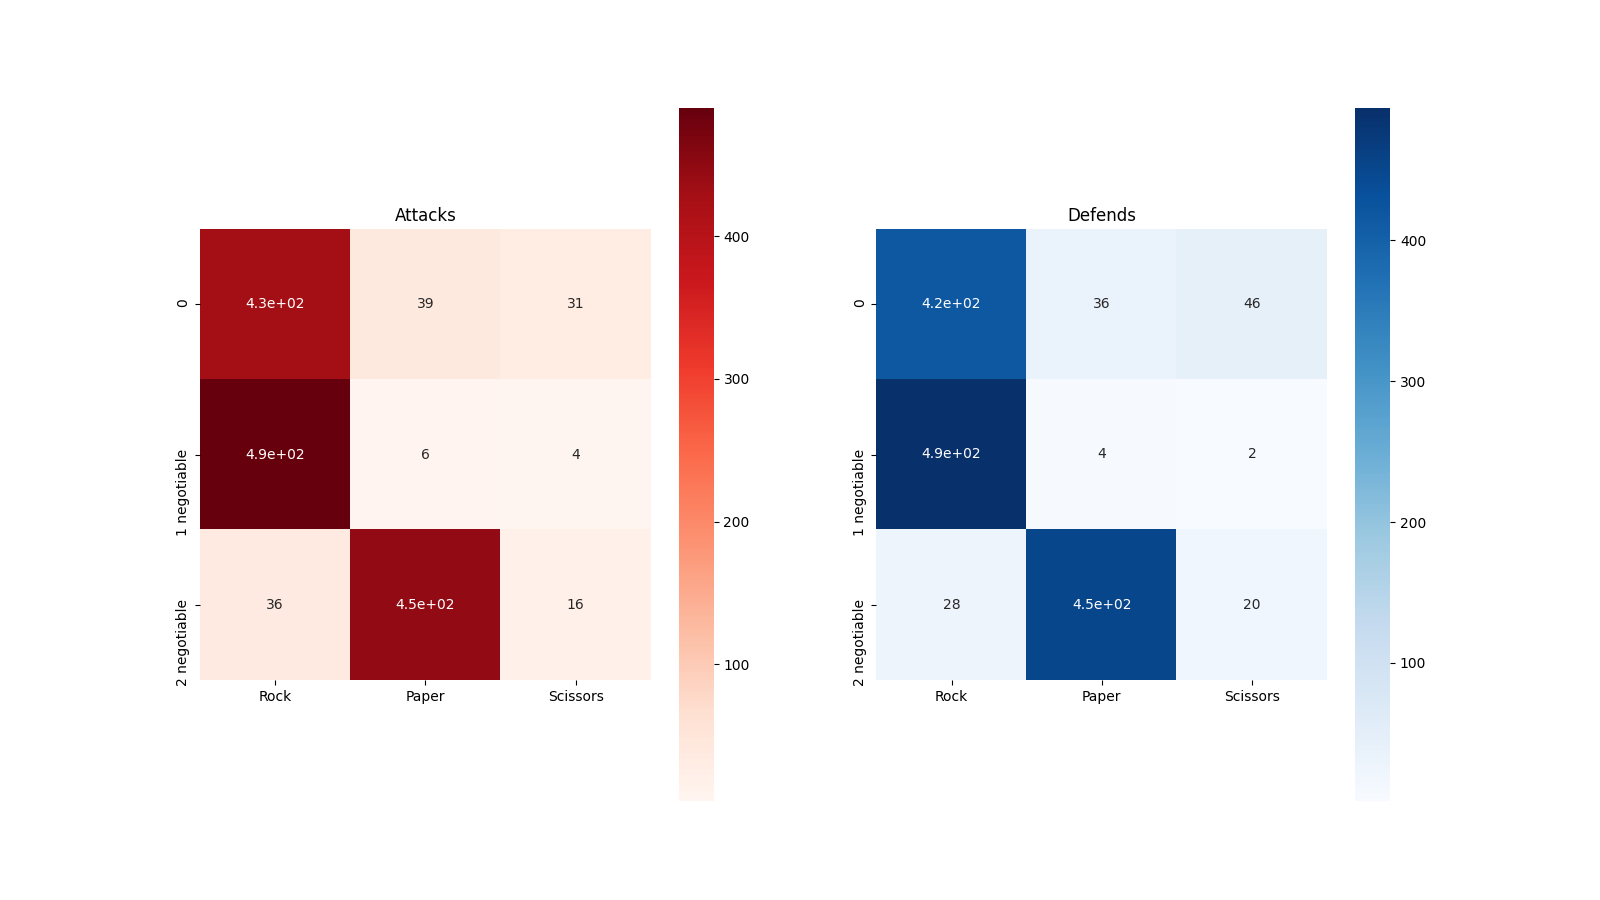 Attacks
0
4.3e+02 39 31
1 negotiable
4.9e+02 6 4
2 negotiable
36 4.5e+02 16
Rock Paper Scissors
400
300
200
100
Defends
0
4.2e+02 36 46
1 negotiable
4.9e+02 4 2
2 negotiable
28 4.5e+02 20
Rock Paper Scissors
400
300
200
100